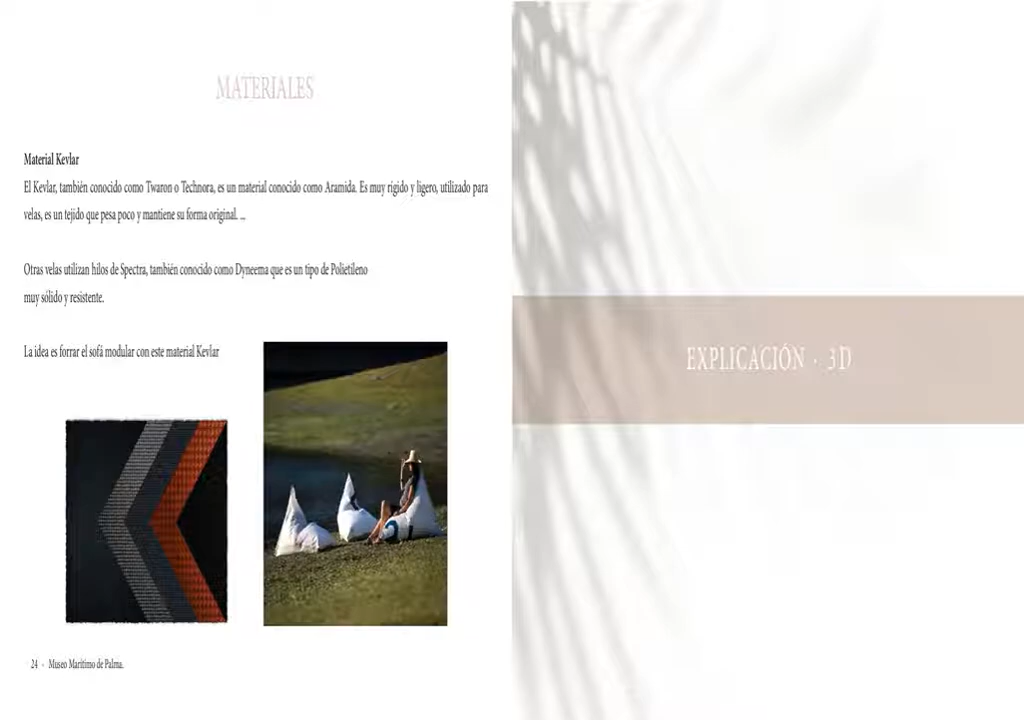 MATERIALES
Material Kevlar
El Kevlar, también conocido como Twaron o Technora, es un material conocido como Aramida. Es muy rígido y ligero, utilizado para
velas, es un tejido que pesa poco y mantiene su forma original. ...
Otras velas utilizan hilos de Spectra, también conocido como Dyneema que es un tipo de Polietileno
muy sólido y resistente.
La idea es forrar el sofá modular con este material Kevlar
24 - Museo Marítimo de Palma.
EXPLICACIÓN · 3D